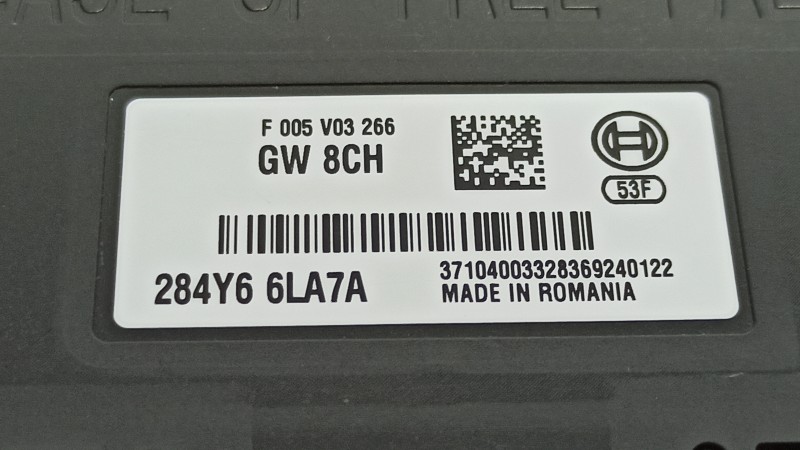 F 005 V03 266
GW 8CH
53F
284Y6 6LA7A
37104003328369240122
MADE IN ROMANIA